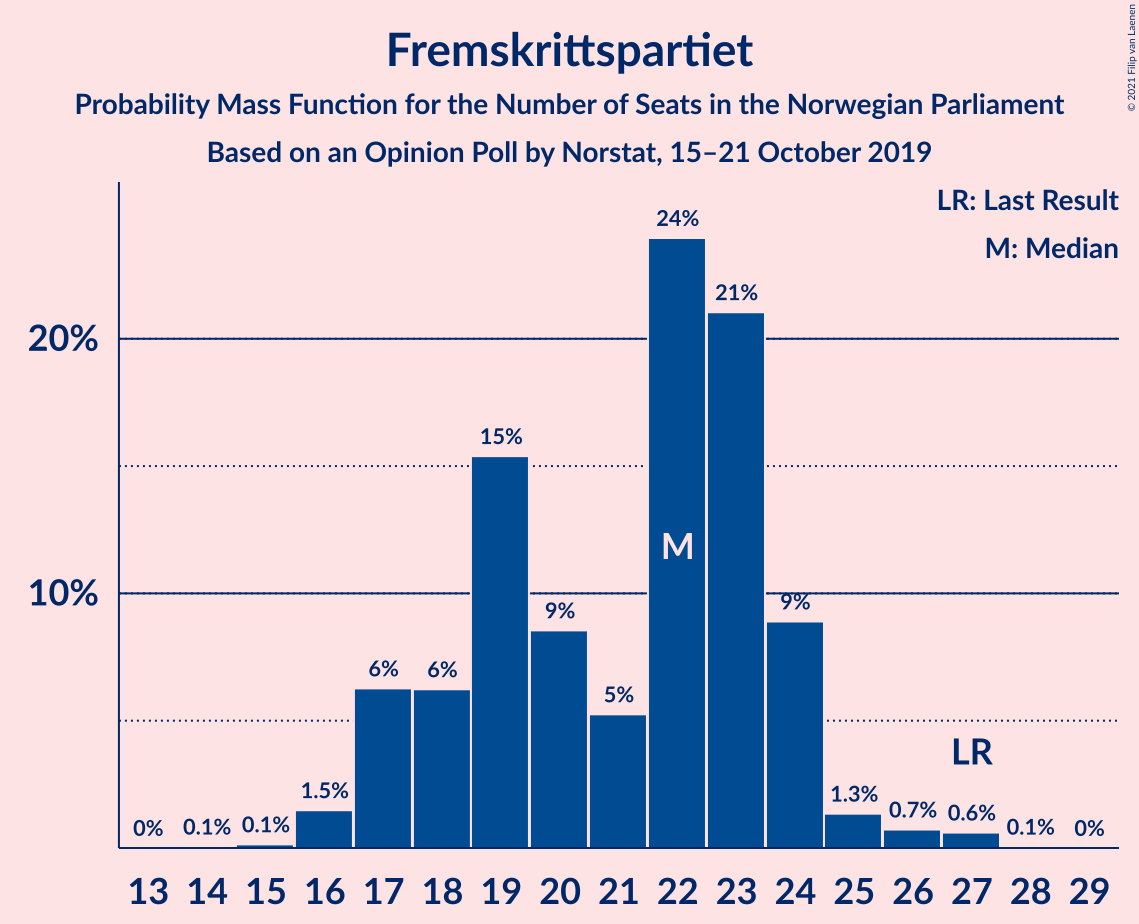 Fremskrittspartiet
Probability Mass Function for the Number of Seats in the Norwegian Parliament
Based on an Opinion Poll by Norstat, 15–21 October 2019
© 2021 Filip van Laenen
LR: Last Result
M: Median
20%
10%
0%
0.1%
0.1%
1.5%
6%
6%
15%
9%
5%
24%
21%
9%
1.3%
0.7%
0.6%
0.1%
0%
M
LR
13 14 15 16 17 18 19 20 21 22 23 24 25 26 27 28 29